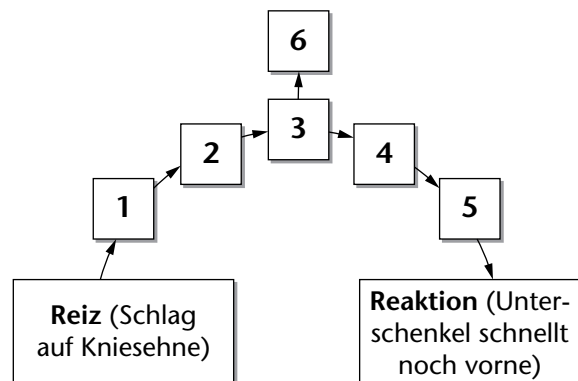 6
3
2
4
1
5
Reiz (Schlag
auf Kniesehne)
Reaktion (Unter-
schenkel schnellt
noch vorne)